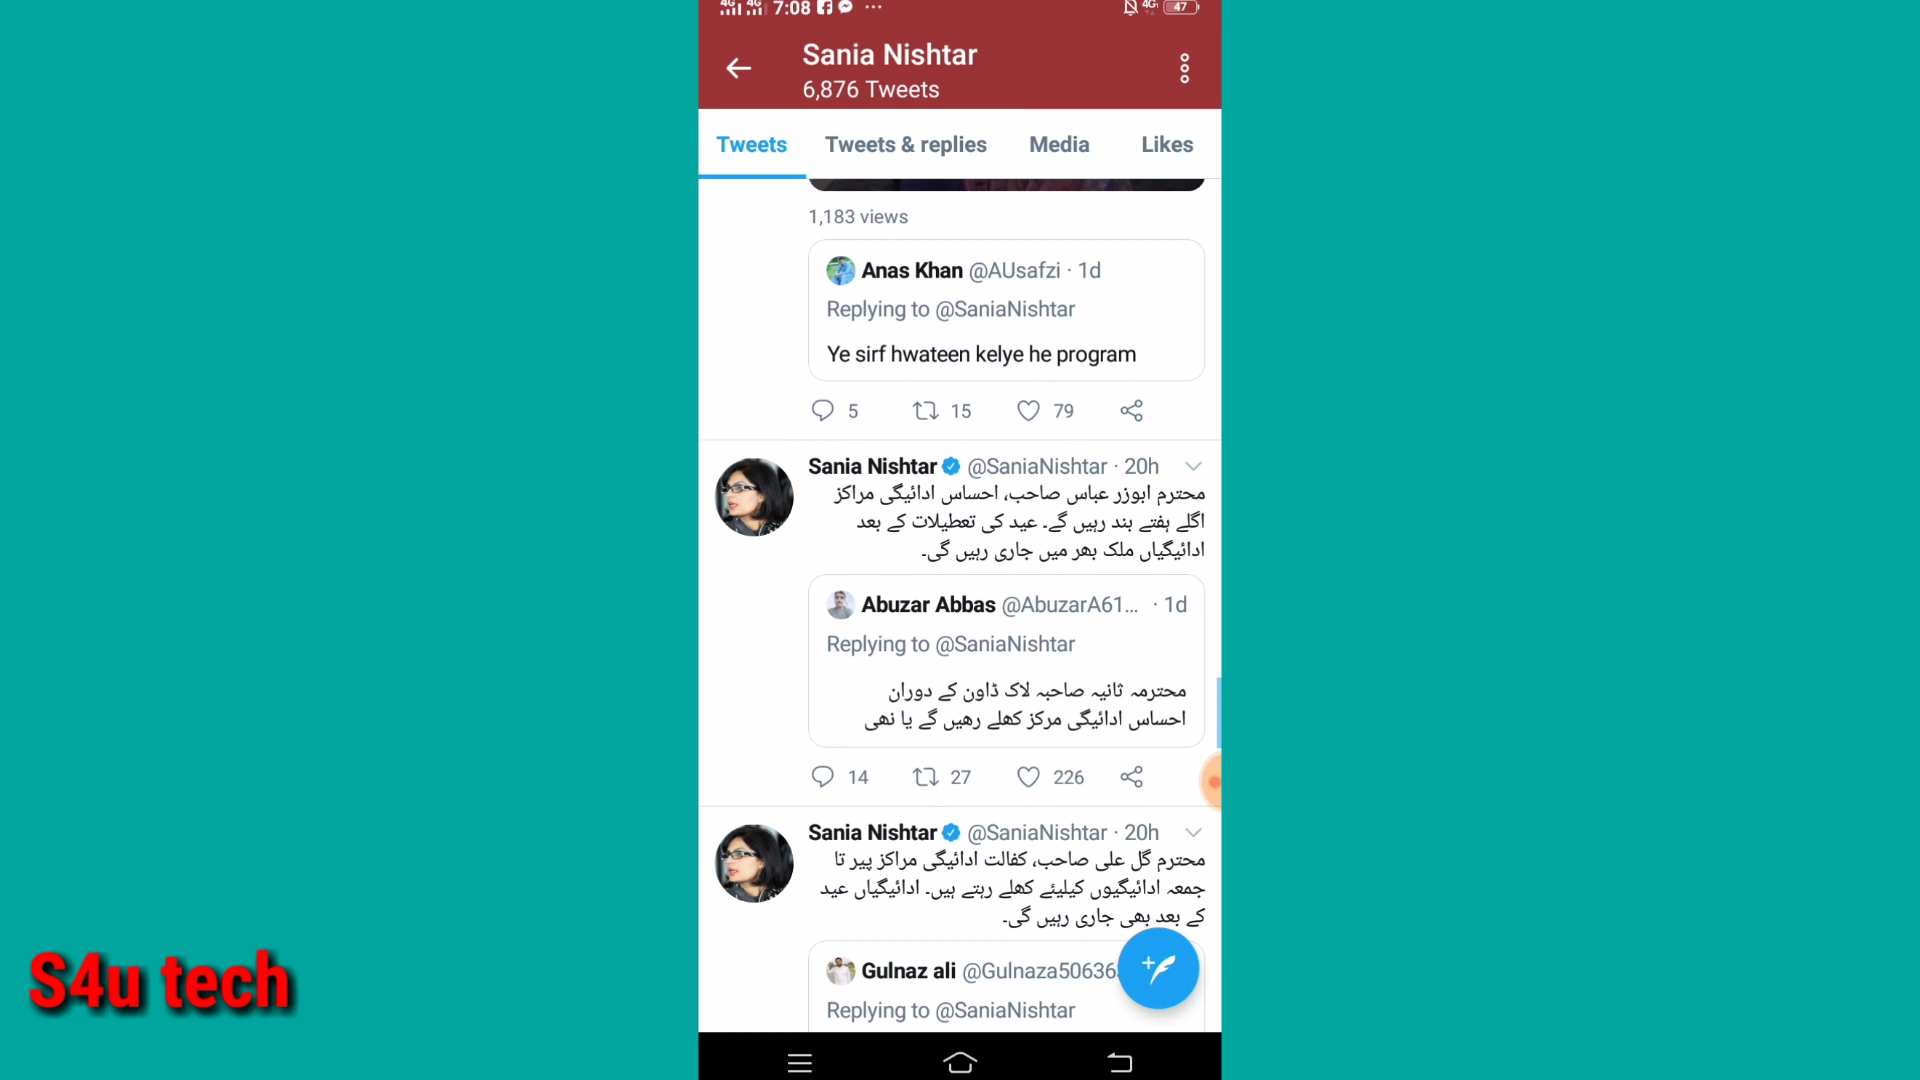 4G 4G 7:08 ... 4G 47
Sania Nishtar
6,876 Tweets
Tweets Tweets & replies Media Likes
1,183 views
Anas Khan @AUsafzi · 1d
Replying to @SaniaNishtar
Ye sirf hwateen kelye he program
5 15 79
Sania Nishtar @SaniaNishtar · 20h
محترم ابوزر عباس صاحب، احساس ادائیگی مراکز
اگلے ہفتے بند رہیں گے۔ عید کی تعطیلات کے بعد
ادائیگیاں ملک بھر میں جاری رہیں گی۔
Abuzar Abbas @AbuzarA61... · 1d
Replying to @SaniaNishtar
محترمہ ثانیہ صاحبہ لاک ڈاون کے دوران
احساس ادائیگی مرکز کھلے رھیں گے یا نھی
14 27 226
Sania Nishtar @SaniaNishtar · 20h
محترم گل علی صاحب، کفالت ادائیگی مراکز پیر تا
جمعہ ادائیگیوں کیلیئے کھلے رہتے ہیں۔ ادائیگیاں عید
کے بعد بھی جاری رہیں گی۔
Gulnaz ali @Gulnaza50636
Replying to @SaniaNishtar
S4u tech